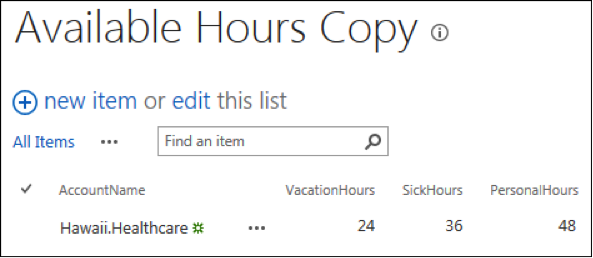 Available Hours Copy
new item or edit this list
All Items ••• Find an item
AccountName VacationHours SickHours PersonalHours
Hawaii.Healthcare ••• 24 36 48